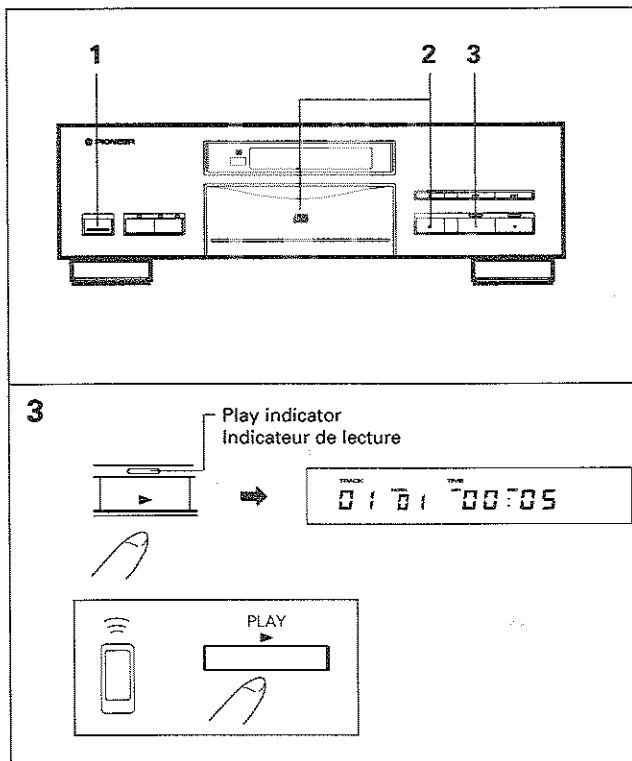 1 2 3
PIONEER
3
Play indicator
Indicateur de lecture
TRACK TIME
01 01 00:05
PLAY